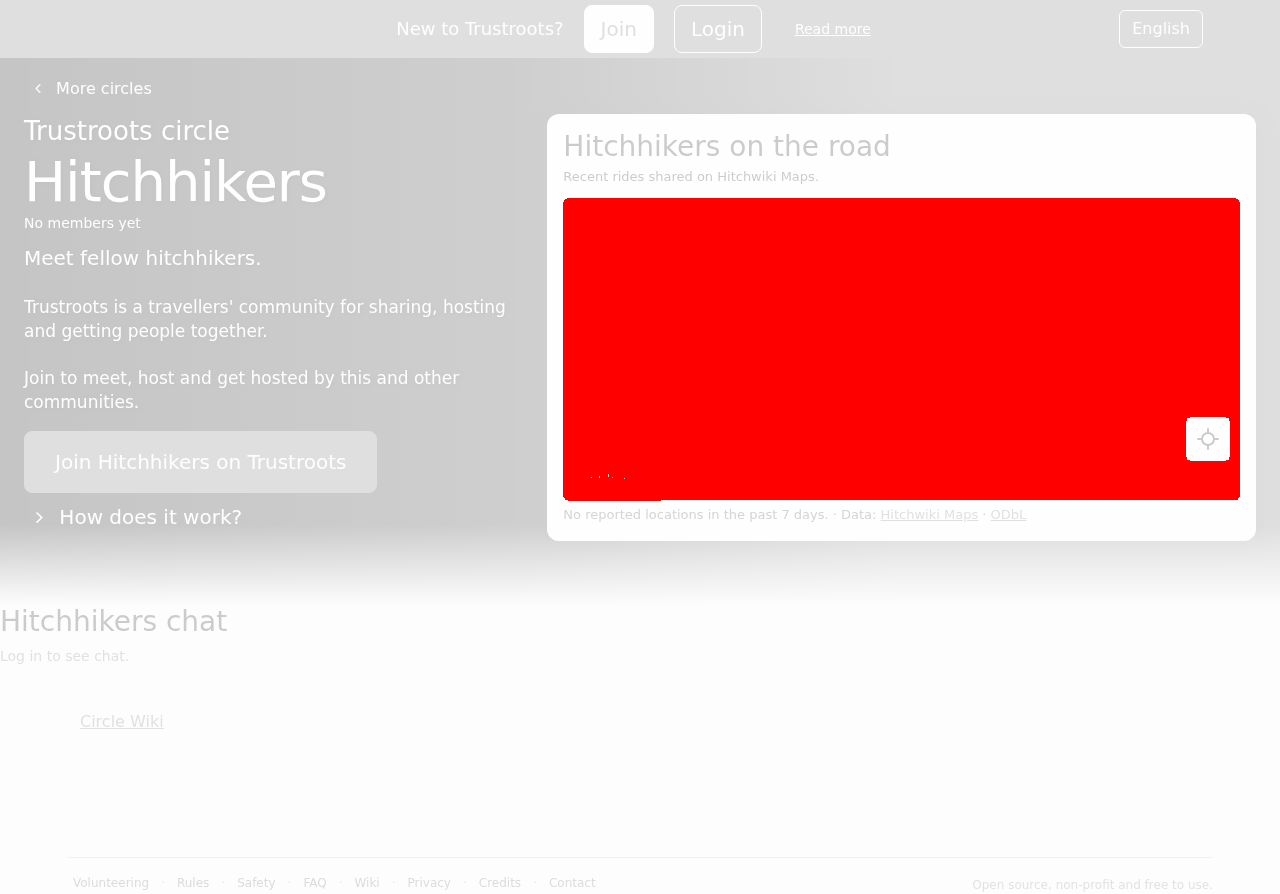 New to Trustroots? Join Login Read more English
More circles
Trustroots circle
Hitchhikers
No members yet
Meet fellow hitchhikers.
Trustroots is a travellers' community for sharing, hosting
and getting people together.
Join to meet, host and get hosted by this and other
communities.
Join Hitchhikers on Trustroots
How does it work?
Hitchhikers on the road
Recent rides shared on Hitchwiki Maps.
No reported locations in the past 7 days. · Data: Hitchwiki Maps · ODbL
Hitchhikers chat
Log in to see chat.
Circle Wiki
Volunteering · Rules · Safety · FAQ · Wiki · Privacy · Credits · Contact
Open source, non-profit and free to use.